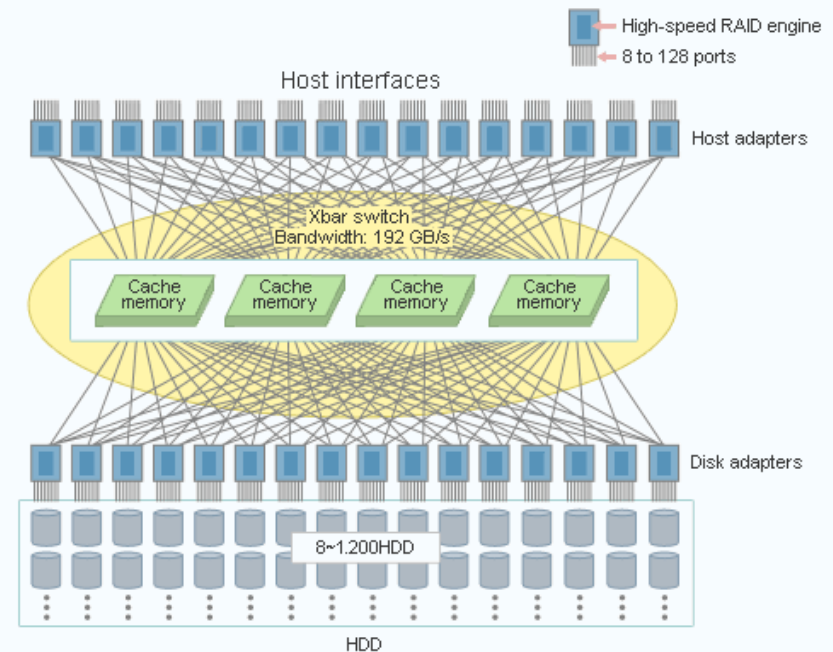 High-speed RAID engine
8 to 128 ports
Host interfaces
Host adapters
Xbar switch
Bandwidth: 192 GB/s
Cache
memory
Cache
memory
Cache
memory
Cache
memory
Disk adapters
8~1.200HDD
HDD